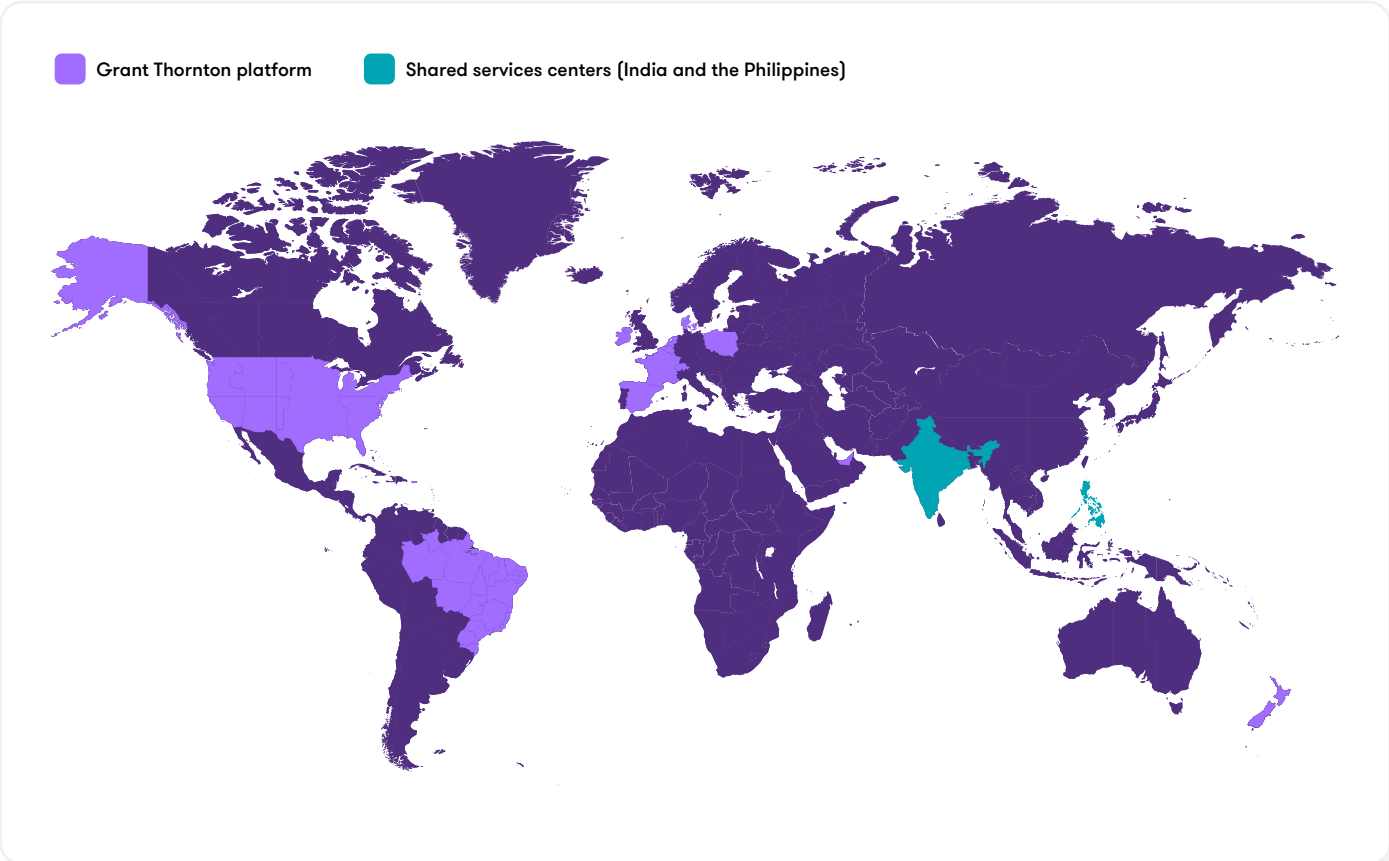 Grant Thornton platform
Shared services centers (India and the Philippines)